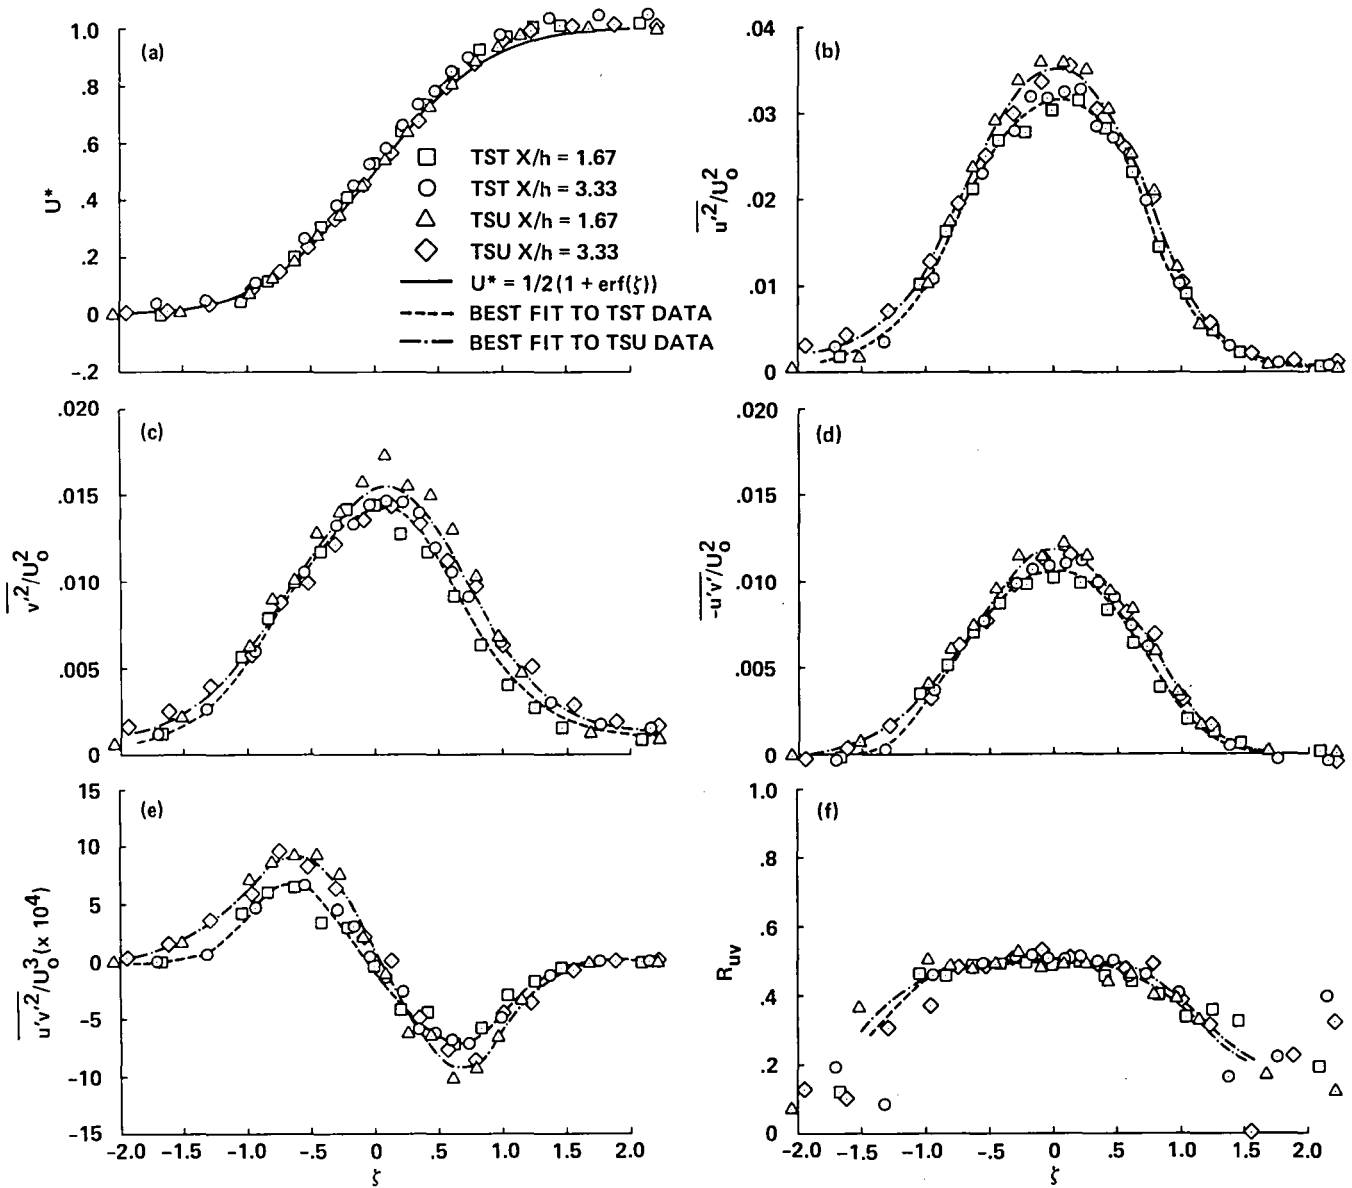 (a)
1.0
.8
.6
.4
.2
0
-.2
U*
TST X/h = 1.67
TST X/h = 3.33
TSU X/h = 1.67
TSU X/h = 3.33
U* = 1/2 (1 + erf(ζ))
BEST FIT TO TST DATA
BEST FIT TO TSU DATA
(b)
.04
.03
.02
.01
0
u'²/U₀²
(c)
.020
.015
.010
.005
0
v'²/U₀²
(d)
.020
.015
.010
.005
0
-u'v'/U₀²
(e)
15
10
5
0
-5
-10
-15
u'v'²/U₀³ (x 10⁴)
-2.0 -1.5 -1.0 -.5 0 .5 1.0 1.5 2.0
ζ
(f)
1.0
.8
.6
.4
.2
0
Ruv
-2.0 -1.5 -1.0 -.5 0 .5 1.0 1.5 2.0
ζ